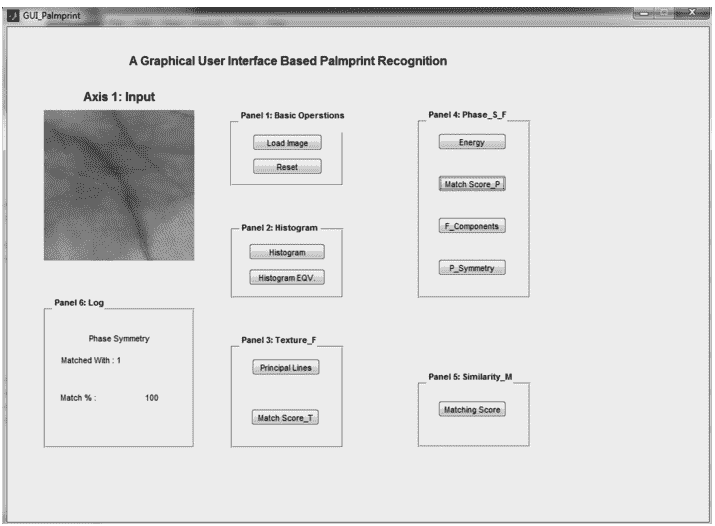 GUI_Palmprint
A Graphical User Interface Based Palmprint Recognition
Axis 1: Input
Panel 1: Basic Operstions
Load Image
Reset
Panel 2: Histogram
Histogram
Histogram EQV.
Panel 3: Texture_F
Principal Lines
Match Score_T
Panel 4: Phase_S_F
Energy
Match Score_P
F_Components
P_Symmetry
Panel 5: Similarity_M
Matching Score
Panel 6: Log
Phase Symmetry
Matched With : 1
Match % : 100